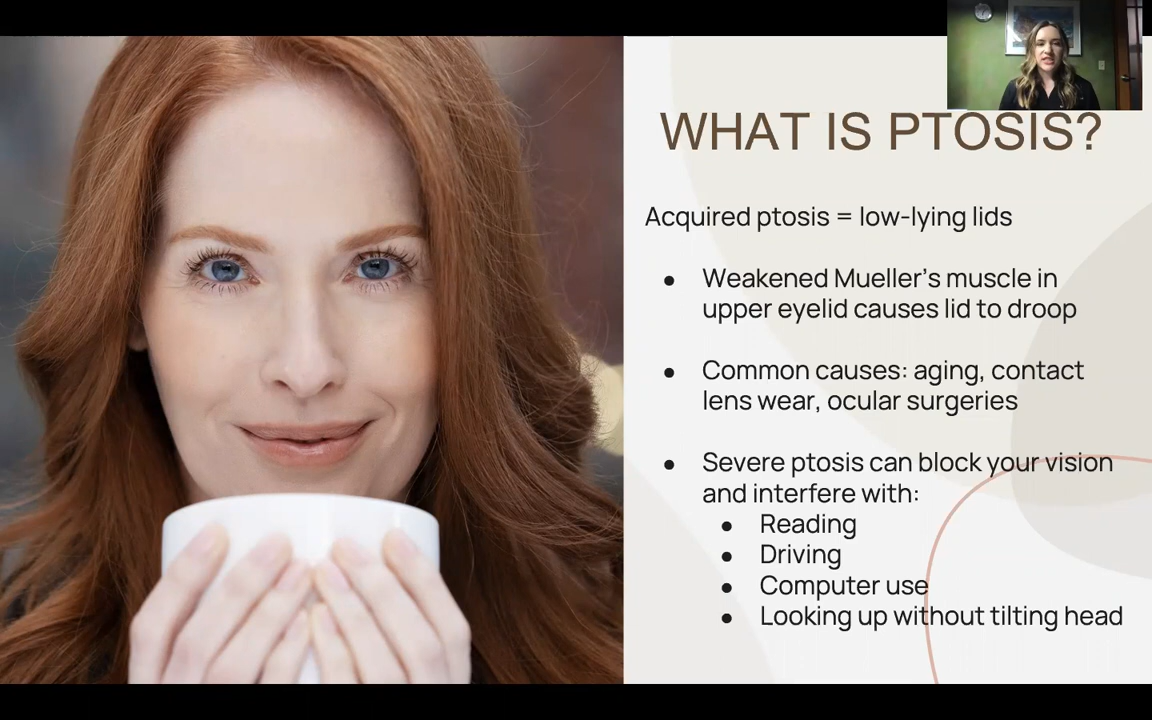 WHAT IS PTOSIS?
Acquired ptosis = low-lying lids
● Weakened Mueller's muscle in
upper eyelid causes lid to droop
● Common causes: aging, contact
lens wear, ocular surgeries
● Severe ptosis can block your vision
and interfere with:
● Reading
● Driving
● Computer use
● Looking up without tilting head